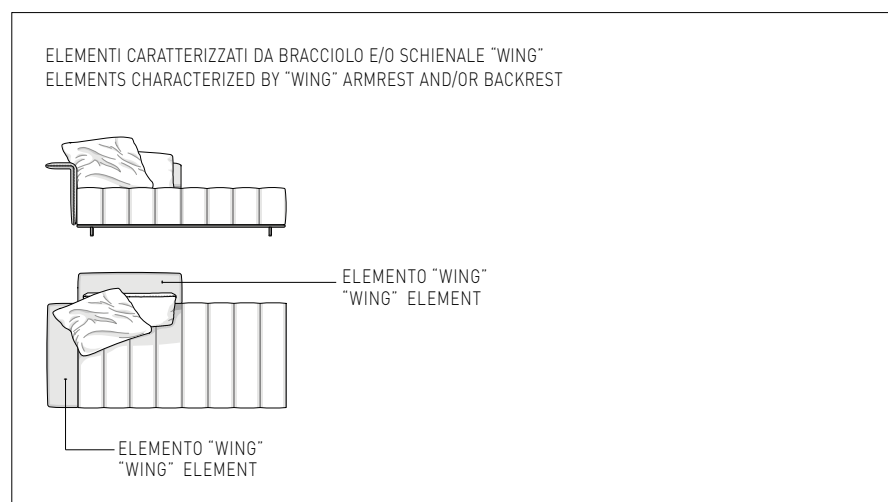 ELEMENTI CARATTERIZZATI DA BRACCIOLO E/O SCHIENALE “WING”
ELEMENTS CHARACTERIZED BY “WING” ARMREST AND/OR BACKREST
ELEMENTO “WING”
“WING” ELEMENT
ELEMENTO “WING”
“WING” ELEMENT